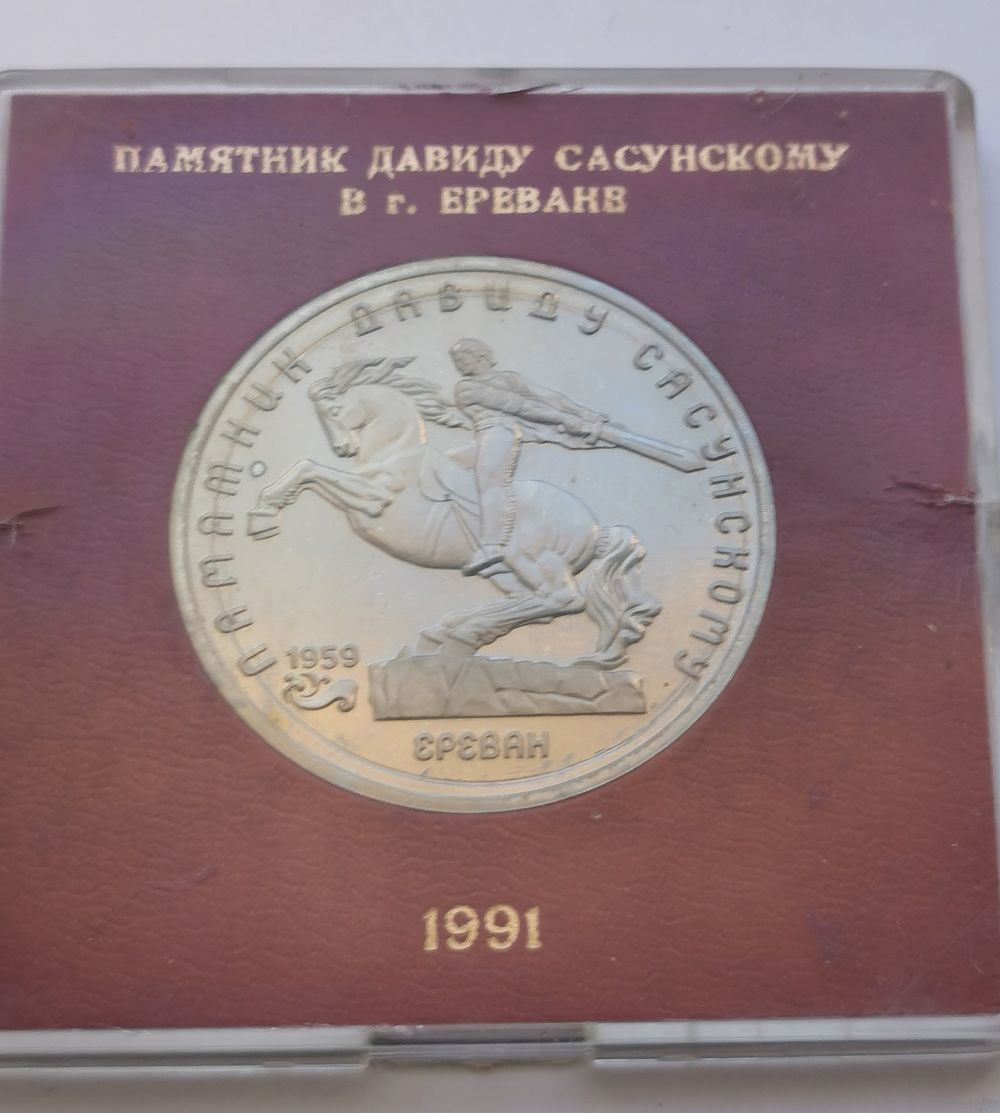 ПАМЯТНИК ДАВИДУ САСУНСКОМУ
В г. ЕРЕВАНЕ
ПАМЯТНИК ДАВИДУ САСУНСКОМУ
1959
ЕРЕВАН
1991